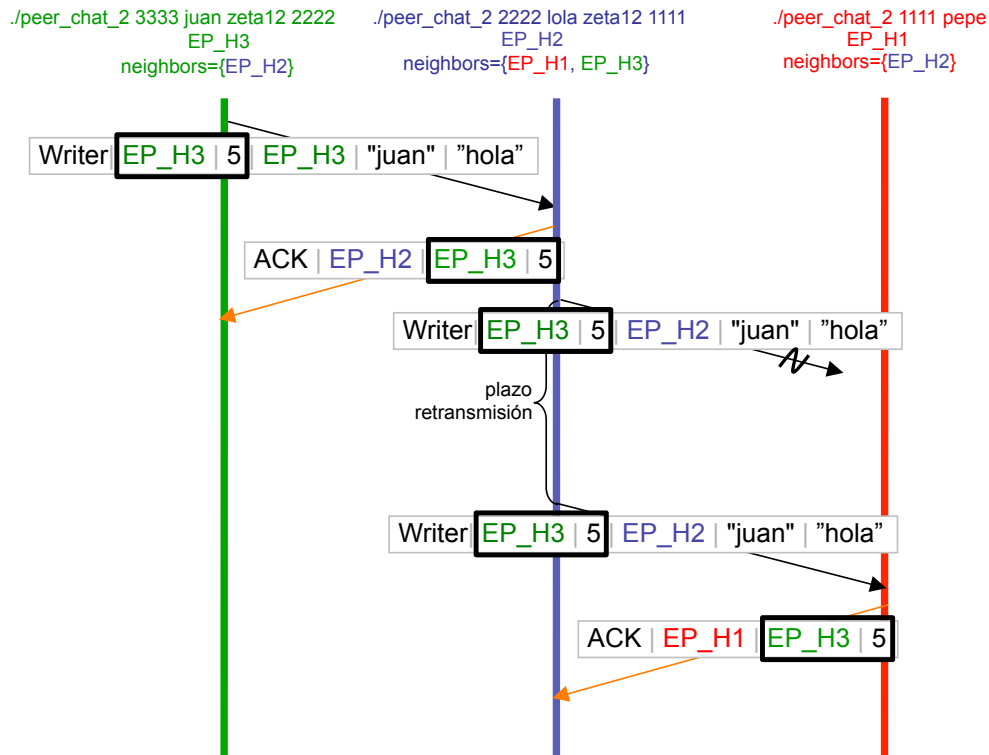 ./peer_chat_2 3333 juan zeta12 2222
EP_H3
neighbors={EP_H2}
./peer_chat_2 2222 lola zeta12 1111
EP_H2
neighbors={EP_H1, EP_H3}
./peer_chat_2 1111 pepe
EP_H1
neighbors={EP_H2}
Writer| EP_H3 | 5 | EP_H3 | "juan" | ”hola”
ACK | EP_H2 | EP_H3 | 5
Writer| EP_H3 | 5 | EP_H2 | "juan" | ”hola”
plazo
retransmisión
Writer| EP_H3 | 5 | EP_H2 | "juan" | ”hola”
ACK | EP_H1 | EP_H3 | 5